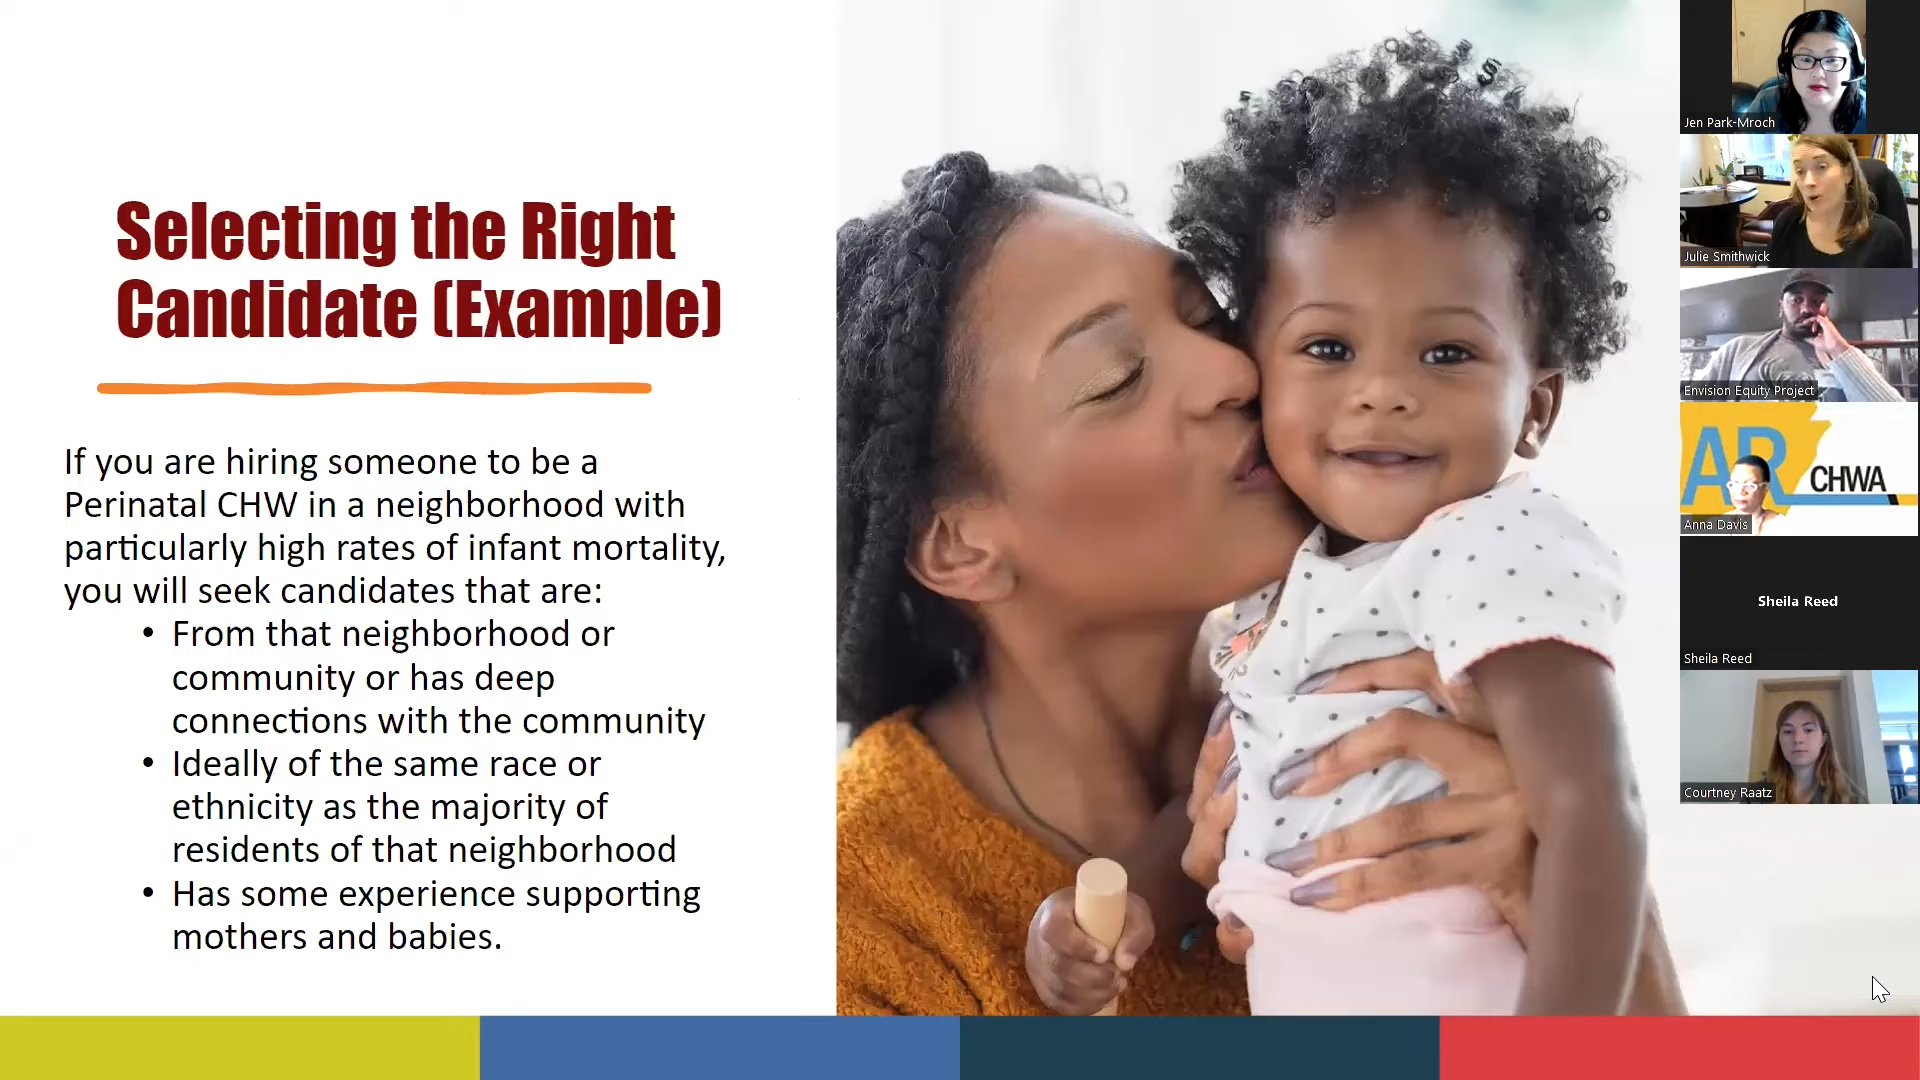 Selecting the Right
Candidate (Example)
If you are hiring someone to be a
Perinatal CHW in a neighborhood with
particularly high rates of infant mortality,
you will seek candidates that are:
• From that neighborhood or
community or has deep
connections with the community
• Ideally of the same race or
ethnicity as the majority of
residents of that neighborhood
• Has some experience supporting
mothers and babies.
Jen Park-Mroch
Julie Smithwick
Envision Equity Project
AR
CHWA
Anna Davis
Sheila Reed
Sheila Reed
Courtney Raatz